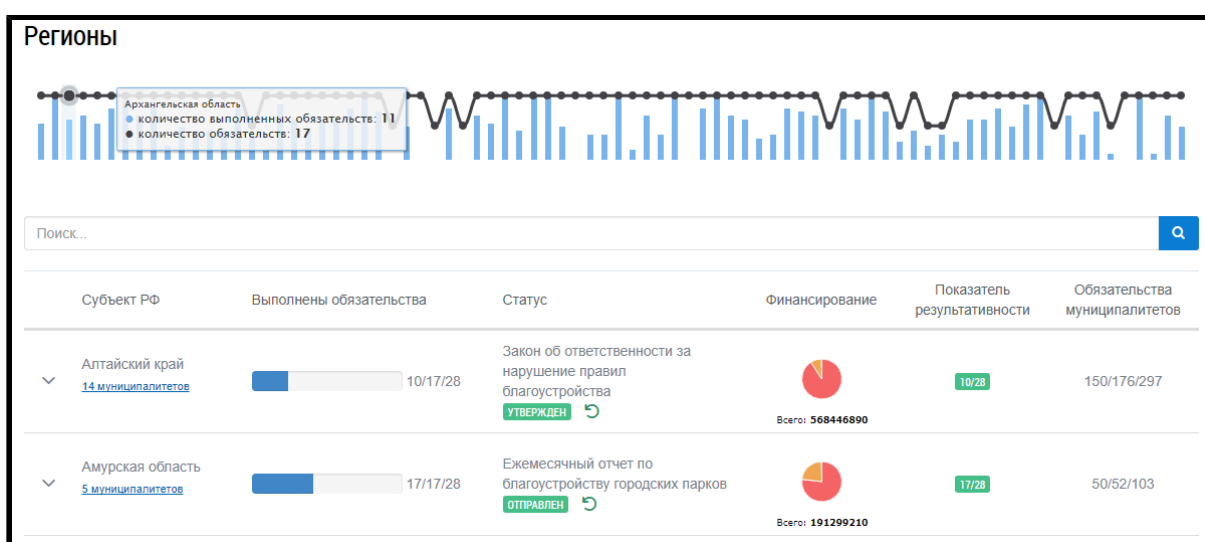 Регионы
Архангельская область
количество выполненных обязательств: 11
количество обязательств: 17
Поиск...
Субъект РФ
Выполнены обязательства
Статус
Финансирование
Показатель
результативности
Обязательства
муниципалитетов
Алтайский край
14 муниципалитетов
10/17/28
Закон об ответственности за
нарушение правил
благоустройства
УТВЕРЖДЕН
Всего: 568446890
10/28
150/176/297
Амурская область
5 муниципалитетов
17/17/28
Ежемесячный отчет по
благоустройству городских парков
ОТПРАВЛЕН
Всего: 191299210
17/28
50/52/103